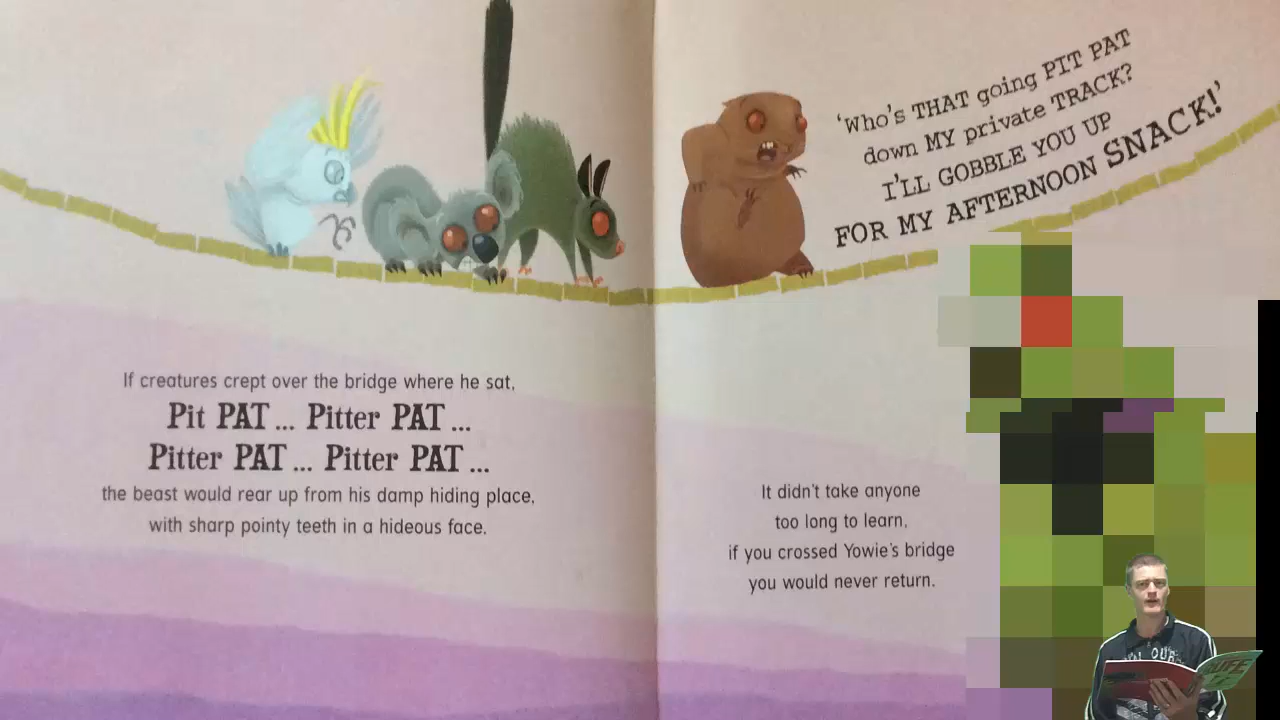 If creatures crept over the bridge where he sat,
Pit PAT ... Pitter PAT ...
Pitter PAT ... Pitter PAT ...
the beast would rear up from his damp hiding place,
with sharp pointy teeth in a hideous face.
'Who's THAT going PIT PAT
down MY private TRACK?
I'LL GOBBLE YOU UP
FOR MY AFTERNOON SNACK!'
It didn't take anyone
too long to learn,
if you crossed Yowie's bridge
you would never return.